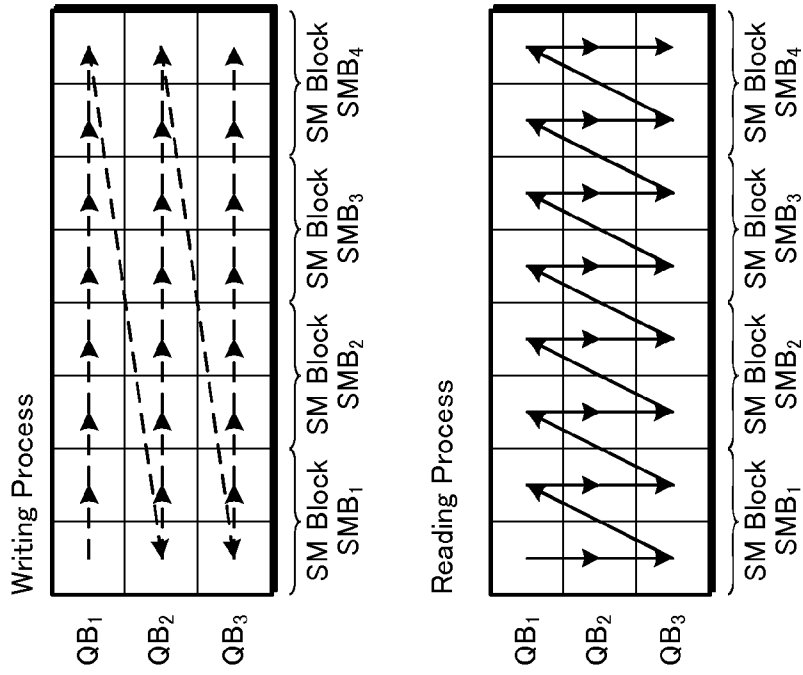 Writing Process
QB₁
QB₂
QB₃
SM Block
SMB₁
SM Block
SMB₂
SM Block
SMB₃
SM Block
SMB₄
Reading Process
QB₁
QB₂
QB₃
SM Block
SMB₁
SM Block
SMB₂
SM Block
SMB₃
SM Block
SMB₄